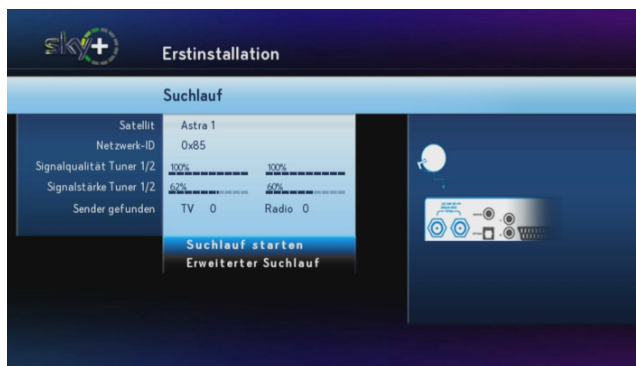 sky+
Erstinstallation
Suchlauf
Satellit Astra 1
Netzwerk-ID 0x85
Signalqualität Tuner 1/2 100% 100%
Signalstärke Tuner 1/2 62% 60%
Sender gefunden TV 0 Radio 0
Suchlauf starten
Erweiterter Suchlauf